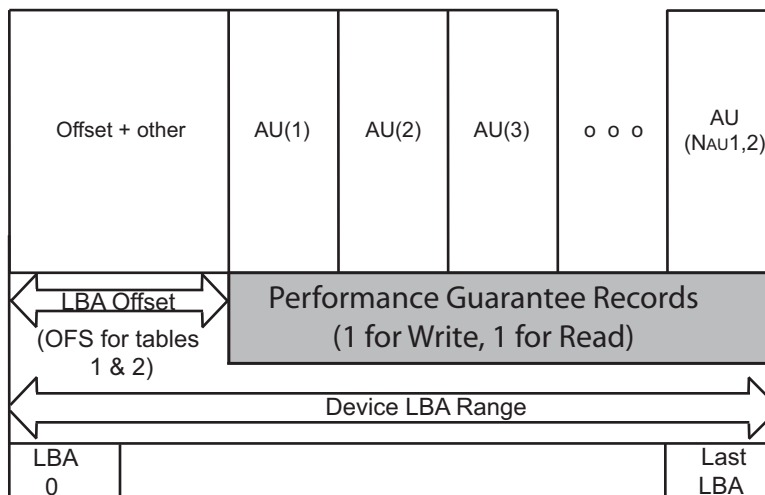 Offset + other
AU(1)
AU(2)
AU(3)
o o o
AU
(NAU1,2)
LBA Offset
(OFS for tables
1 & 2)
Performance Guarantee Records
(1 for Write, 1 for Read)
Device LBA Range
LBA
0
Last
LBA